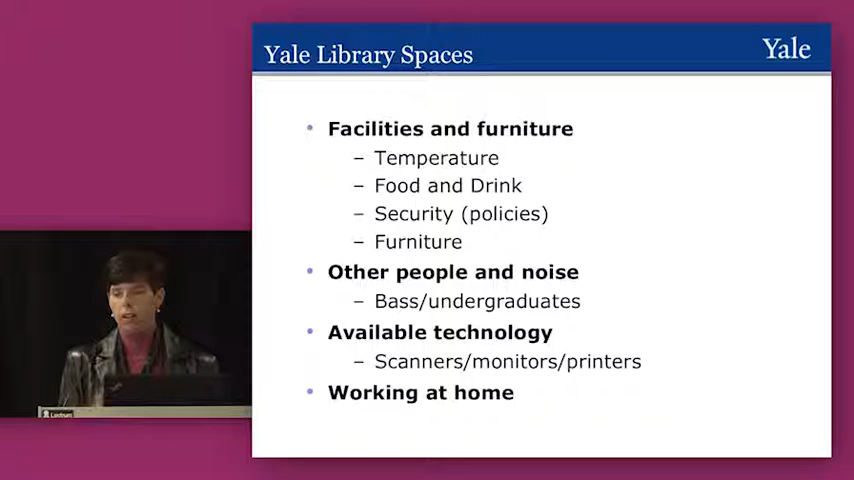 Yale Library Spaces
Yale
• Facilities and furniture
– Temperature
– Food and Drink
– Security (policies)
– Furniture
• Other people and noise
– Bass/undergraduates
• Available technology
– Scanners/monitors/printers
• Working at home